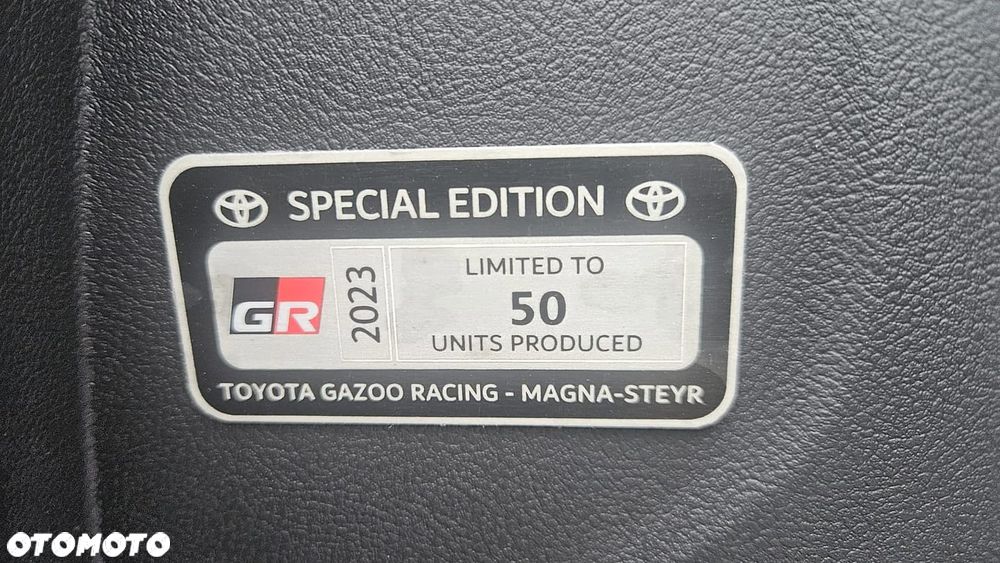 SPECIAL EDITION
GR
2023
LIMITED TO
50
UNITS PRODUCED
TOYOTA GAZOO RACING - MAGNA-STEYR
OTOMOTO